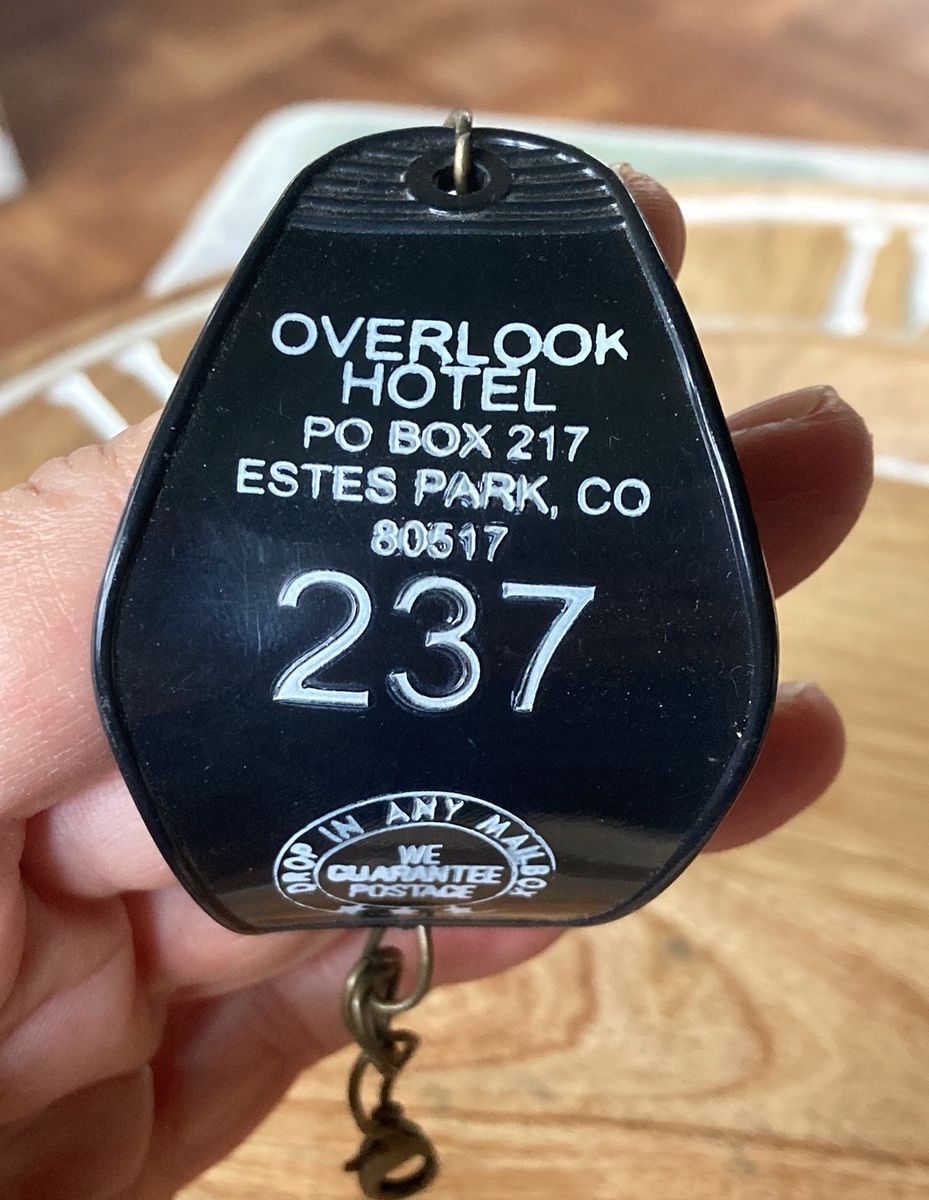 OVERLOOK
HOTEL
PO BOX 217
ESTES PARK, CO
80517
237
DROP IN ANY MAILBOX
WE
GUARANTEE
POSTAGE